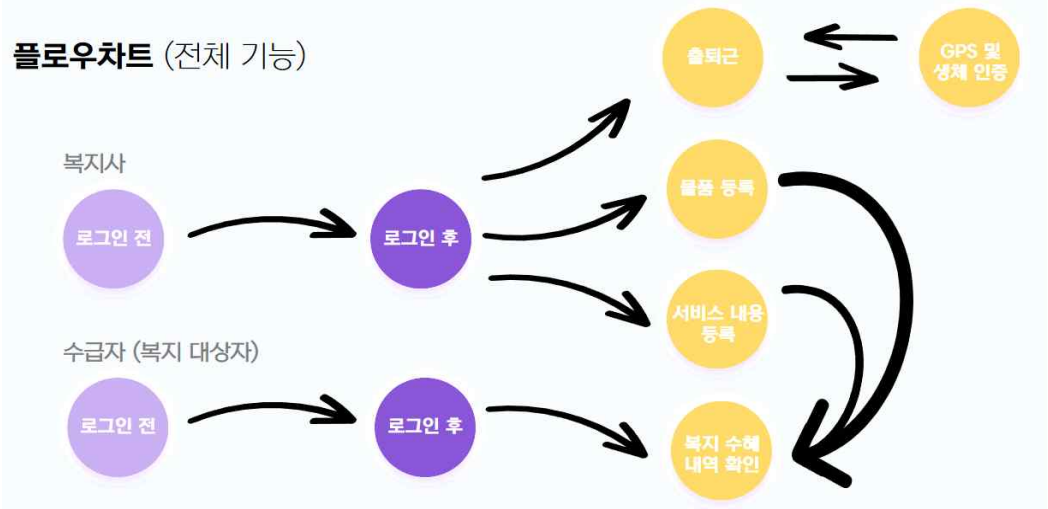 플로우차트 (전체 기능)
출퇴근
GPS 및
생체 인증
복지사
로그인 전
로그인 후
물품 등록
서비스 내용
등록
수급자 (복지 대상자)
로그인 전
로그인 후
복지 수혜
내역 확인